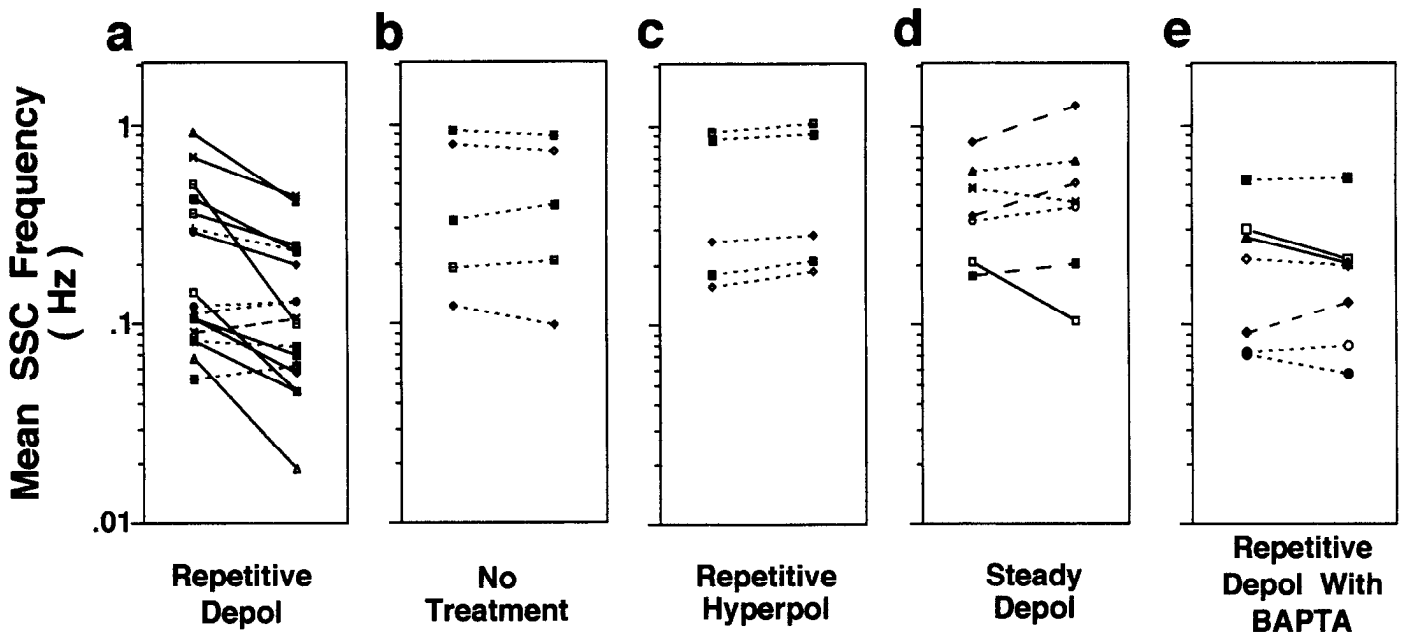 a b c d e
Mean SSC Frequency
( Hz )
1
.1
.01
Repetitive
Depol
No
Treatment
Repetitive
Hyperpol
Steady
Depol
Repetitive
Depol With
BAPTA